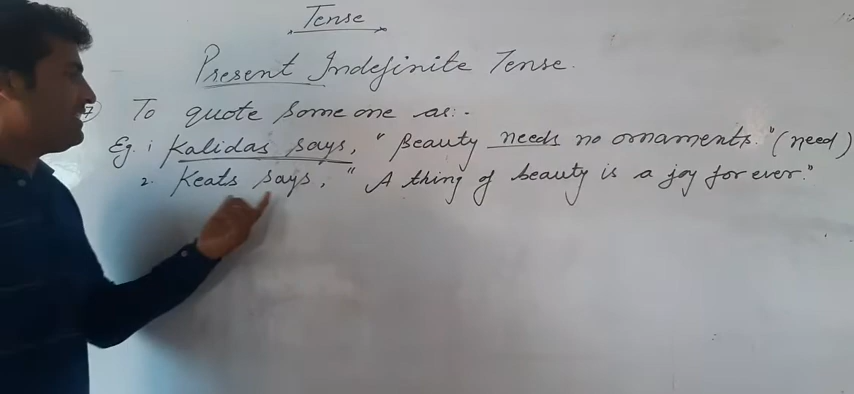 Tense
Present Indefinite Tense.
7) To quote some one as:-
Eg. 1 Kalidas says, "Beauty needs no ornaments." (need)
2. Keats says, "A thing of beauty is a joy for ever."